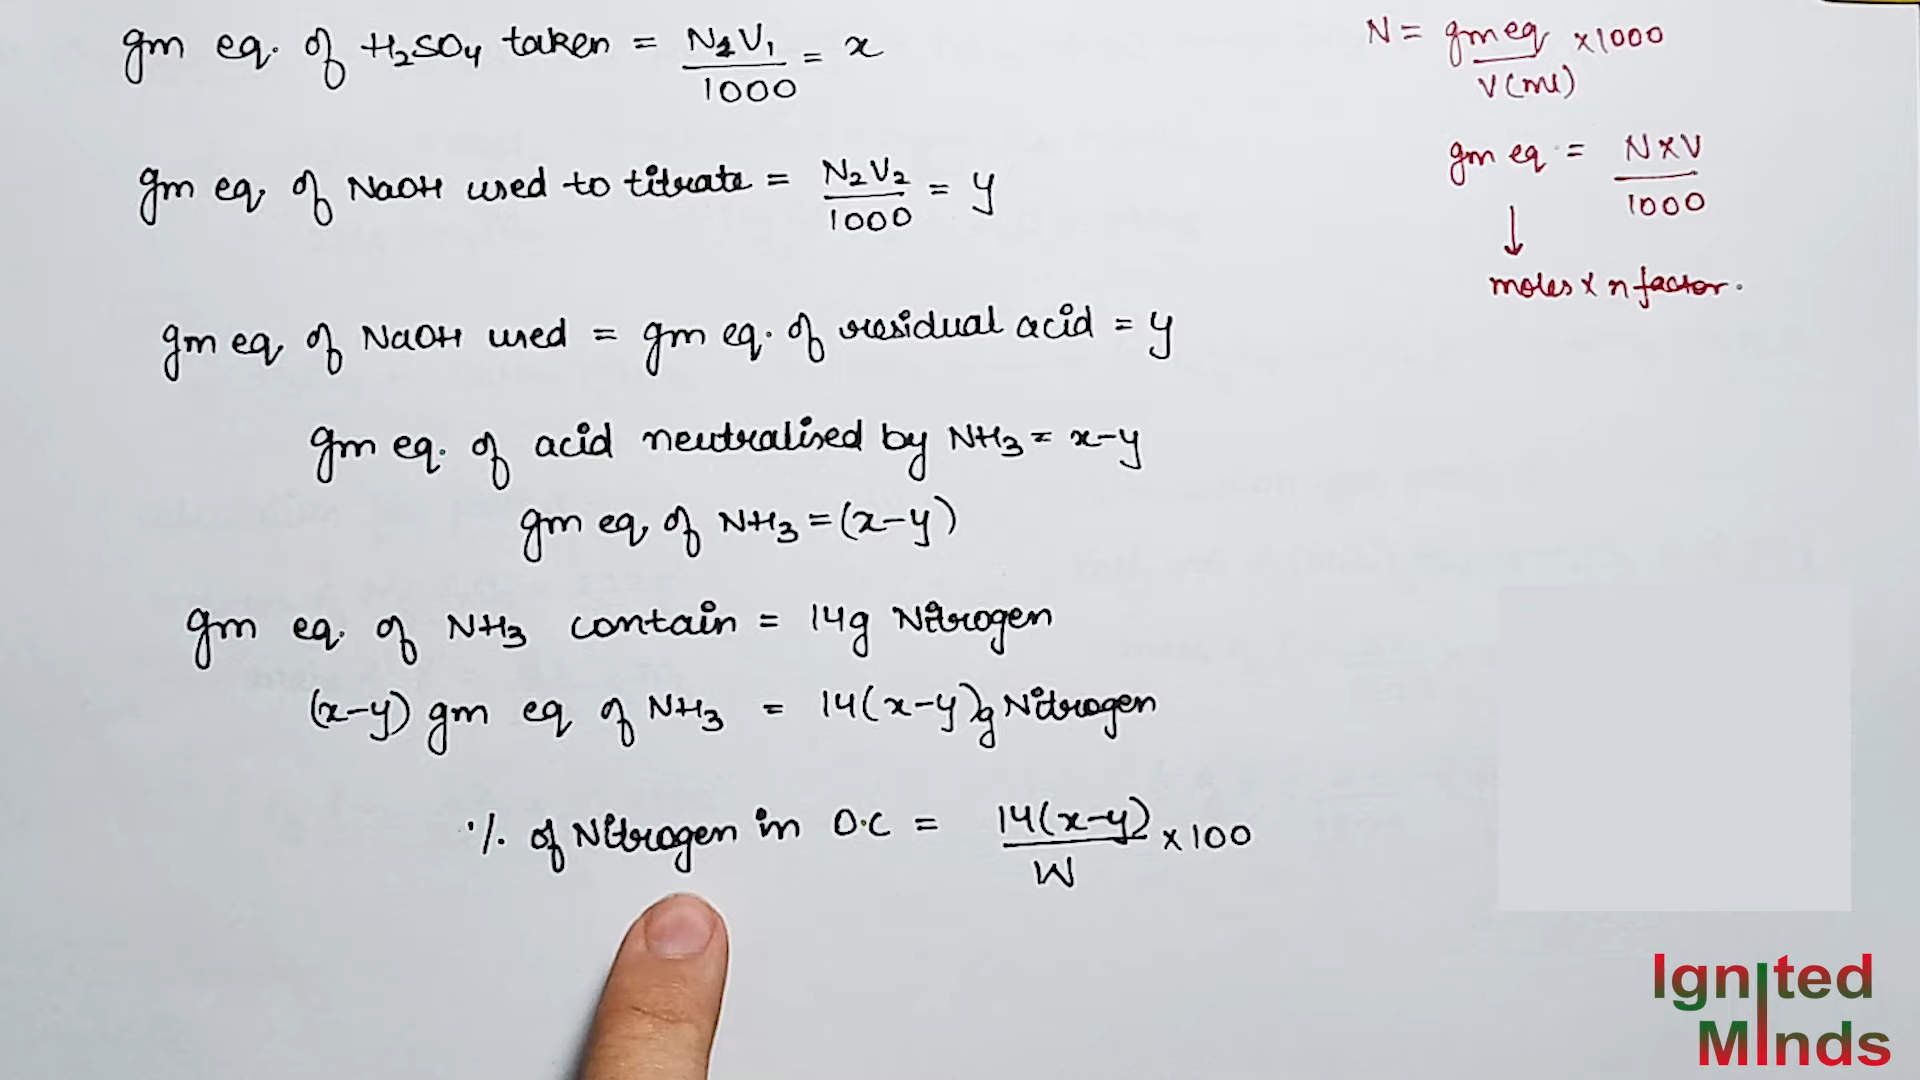 gm eq. of H₂SO₄ taken = N₁V₁/1000 = x
gm eq. of NaOH used to titrate = N₂V₂/1000 = y
gm eq. of NaOH used = gm eq. of residual acid = y
gm eq. of acid neutralised by NH₃ = x-y
gm eq. of NH₃ = (x-y)
gm eq. of NH₃ contain = 14g Nitrogen
(x-y) gm eq of NH₃ = 14(x-y)g Nitrogen
% of Nitrogen in O.C = 14(x-y)/W × 100
N = gm eq/V(ml) × 1000
gm eq = N×V/1000
↓
moles × n factor.
Ignited
Minds